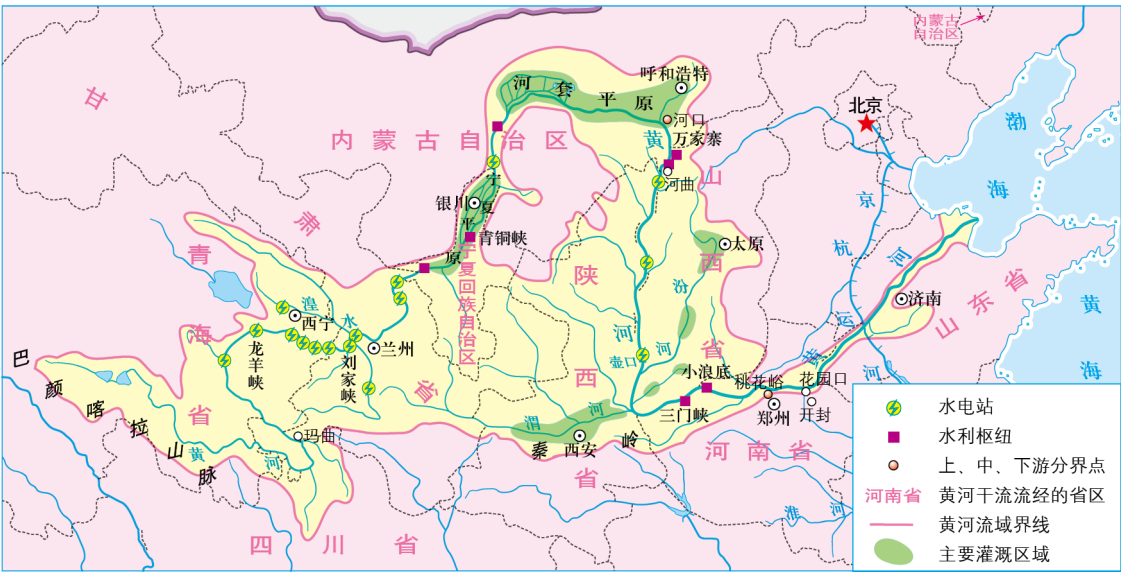 内蒙古
自治区
甘
肃
省
内蒙古自治区
河套平原
呼和浩特
河口
万家寨
河曲
北京
渤
海
黄
河
山
西
省
银川
宁
夏
平
原
青铜峡
宁夏回族自治区
太原
汾
河
京
杭
运
河
黄
河
济南
山东省
黄
海
青
海
省
湟
水
西宁
兰州
龙羊峡
刘家峡
陕
西
省
壶口
小浪底
桃花峪
花园口
三门峡
郑州
开封
渭
河
西安
秦
岭
河南省
巴
颜
喀
拉
山
脉
黄
河
玛曲
四川省
淮
河
水电站
水利枢纽
上、中、下游分界点
河南省
黄河干流流经的省区
黄河流域界线
主要灌溉区域